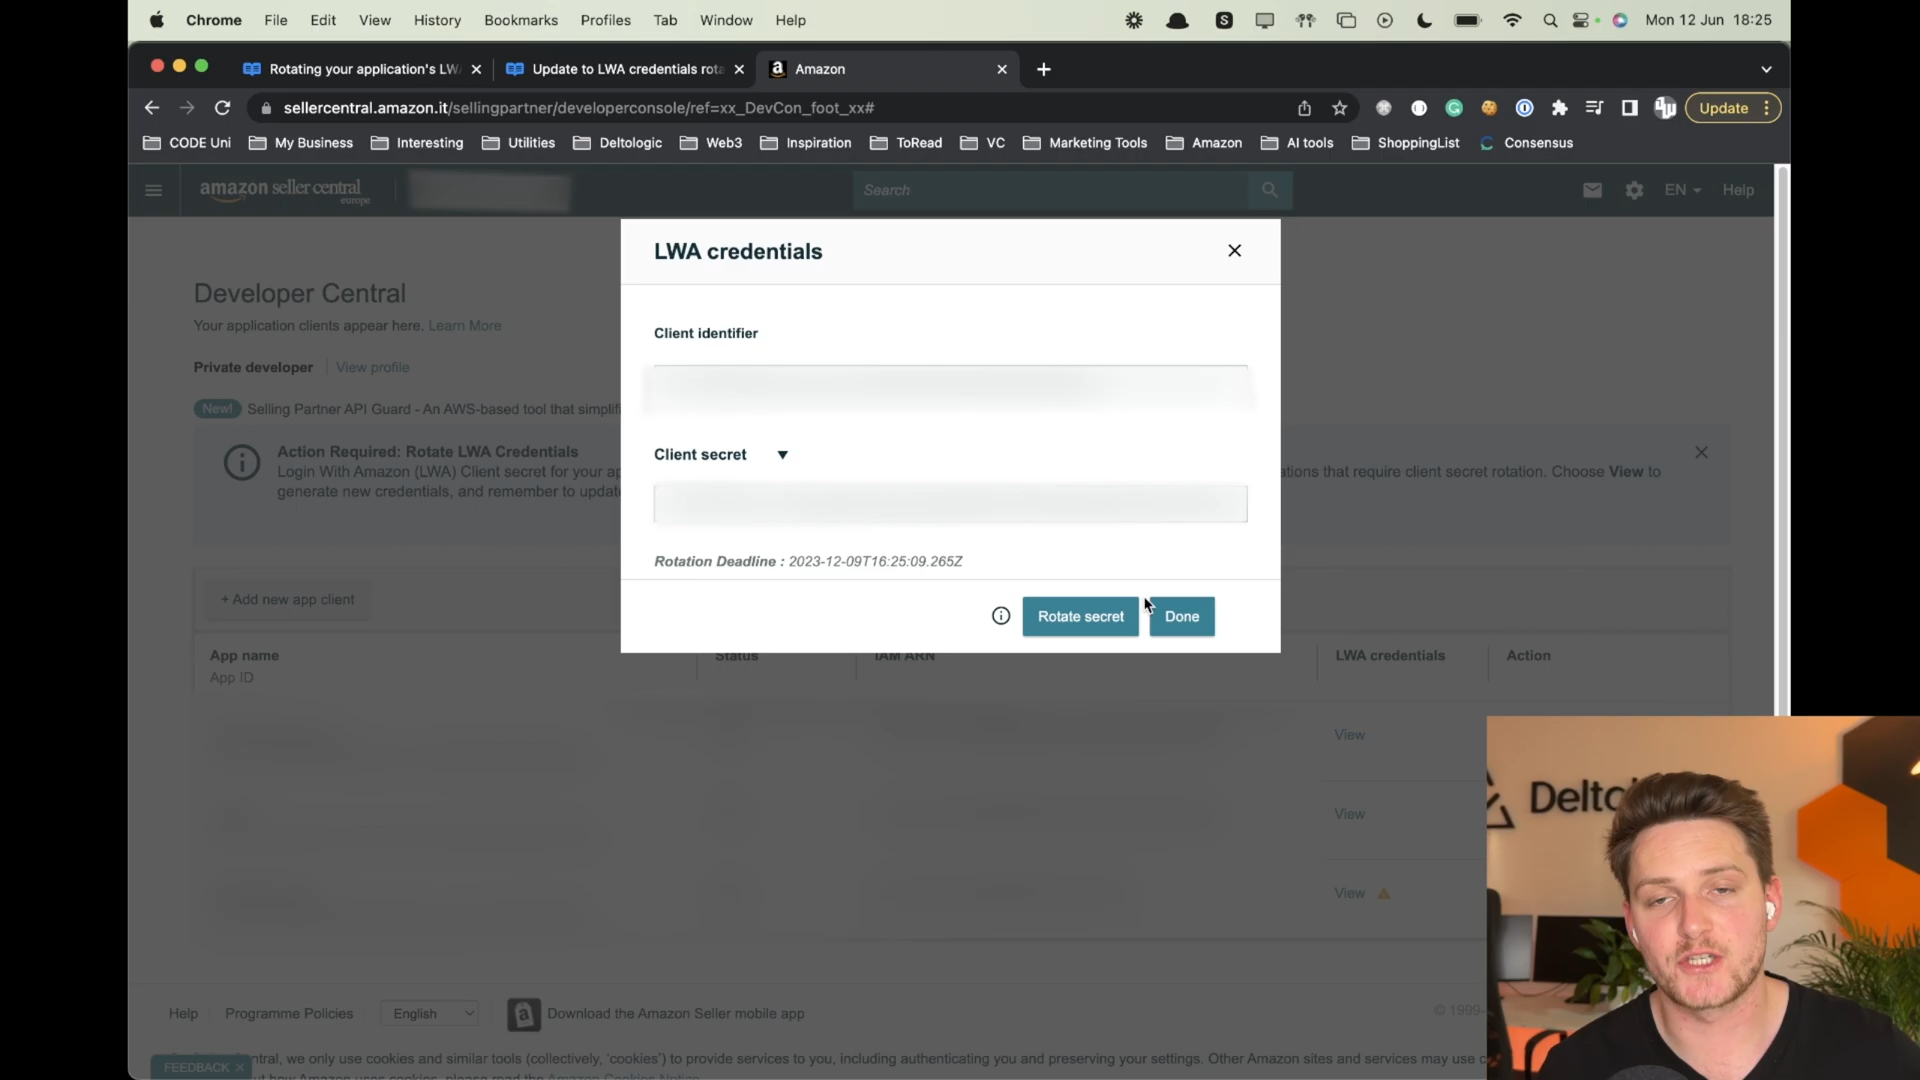 Chrome File Edit View History Bookmarks Profiles Tab Window Help
S
Mon 12 Jun 18:25
Rotating your application's LW
Update to LWA credentials rota
Amazon
sellercentral.amazon.it/sellingpartner/developerconsole/ref=xx_DevCon_foot_xx#
Update
CODE Uni My Business Interesting Utilities Deltologic Web3 Inspiration ToRead VC Marketing Tools Amazon AI tools ShoppingList Consensus
amazon seller central
europe
Search
EN
Help
LWA credentials
Client identifier
Client secret
Rotation Deadline : 2023-12-09T16:25:09.265Z
Rotate secret
Done
Developer Central
Your application clients appear here. Learn More
Private developer
View profile
New!
Selling Partner API Guard - An AWS-based tool that simplifi
Action Required: Rotate LWA Credentials
Login With Amazon (LWA) Client secret for your ap
ations that require client secret rotation. Choose View to
generate new credentials, and remember to update
+ Add new app client
App name
App ID
Status
IAM ARN
LWA credentials
Action
View
View
View
Help
Programme Policies
English
Download the Amazon Seller mobile app
© 1999-
FEEDBACK
ntral, we only use cookies and similar tools (collectively, 'cookies') to provide services to you, including authenticating you and preserving your settings. Other Amazon sites and services may use c
Delto